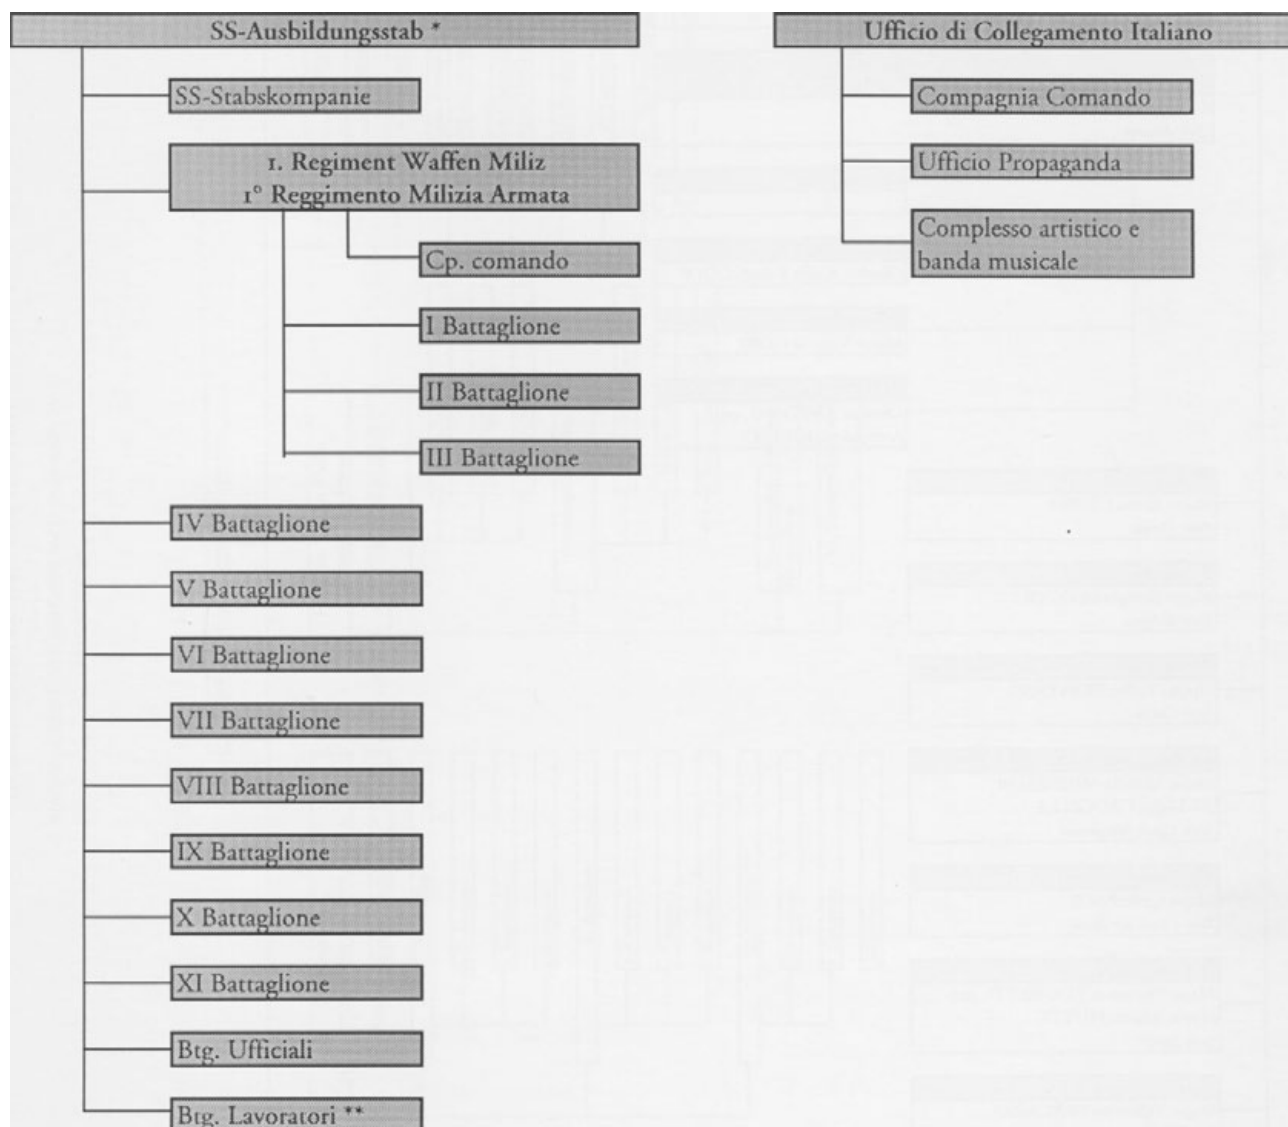 SS-Ausbildungsstab *
SS-Stabskompanie
1. Regiment Waffen Miliz
1° Reggimento Milizia Armata
Cp. comando
I Battaglione
II Battaglione
III Battaglione
IV Battaglione
V Battaglione
VI Battaglione
VII Battaglione
VIII Battaglione
IX Battaglione
X Battaglione
XI Battaglione
Btg. Ufficiali
Btg. Lavoratori **
Ufficio di Collegamento Italiano
Compagnia Comando
Ufficio Propaganda
Complesso artistico e
banda musicale